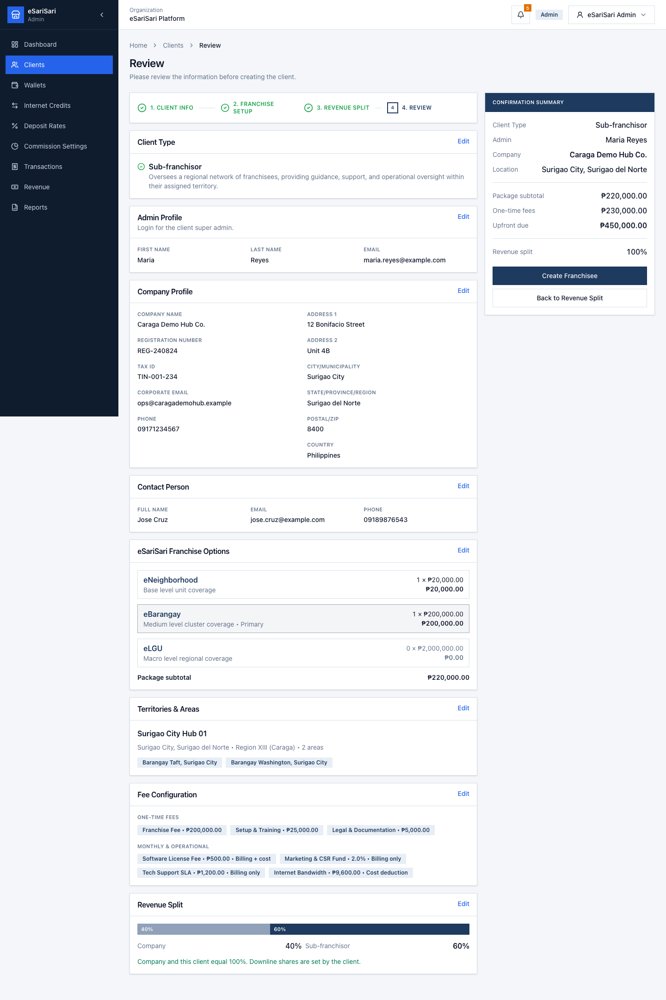 eSariSari
Admin
Dashboard
Clients
Wallets
Internet Credits
Deposit Rates
Commission Settings
Transactions
Revenue
Reports
Organization
eSariSari Platform
5
Admin
eSariSari Admin
Home
Clients
Review
Review
Please review the information before creating the client.
1. CLIENT INFO
2. FRANCHISE
SETUP
3. REVENUE SPLIT
4
4. REVIEW
Client Type
Edit
Sub-franchisor
Oversees a regional network of franchisees, providing guidance, support, and operational oversight within
their assigned territory.
Admin Profile
Edit
Login for the client super admin.
FIRST NAME
LAST NAME
EMAIL
Maria
Reyes
maria.reyes@example.com
Company Profile
Edit
COMPANY NAME
Caraga Demo Hub Co.
REGISTRATION NUMBER
REG-240824
TAX ID
TIN-001-234
CORPORATE EMAIL
ops@caragademohub.example
PHONE
09171234567
ADDRESS 1
12 Bonifacio Street
ADDRESS 2
Unit 4B
CITY/MUNICIPALITY
Surigao City
STATE/PROVINCE/REGION
Surigao del Norte
POSTAL/ZIP
8400
COUNTRY
Philippines
Contact Person
Edit
FULL NAME
EMAIL
PHONE
Jose Cruz
jose.cruz@example.com
09189876543
eSariSari Franchise Options
Edit
eNeighborhood
Base level unit coverage
1 × ₱20,000.00
₱20,000.00
eBarangay
Medium level cluster coverage • Primary
1 × ₱200,000.00
₱200,000.00
eLGU
Macro level regional coverage
0 × ₱2,000,000.00
₱0.00
Package subtotal
₱220,000.00
Territories & Areas
Edit
Surigao City Hub 01
Surigao City, Surigao del Norte • Region XIII (Caraga) • 2 areas
Barangay Taft, Surigao City
Barangay Washington, Surigao City
Fee Configuration
Edit
ONE-TIME FEES
Franchise Fee • ₱200,000.00
Setup & Training • ₱25,000.00
Legal & Documentation • ₱5,000.00
MONTHLY & OPERATIONAL
Software License Fee • ₱500.00 • Billing + cost
Marketing & CSR Fund • 2.0% • Billing only
Tech Support SLA • ₱1,200.00 • Billing only
Internet Bandwidth • ₱9,600.00 • Cost deduction
Revenue Split
Edit
40%
60%
Company
40%
Sub-franchisor
60%
Company and this client equal 100%. Downline shares are set by the client.
CONFIRMATION SUMMARY
Client Type
Sub-franchisor
Admin
Maria Reyes
Company
Caraga Demo Hub Co.
Location
Surigao City, Surigao del Norte
Package subtotal
₱220,000.00
One-time fees
₱230,000.00
Upfront due
₱450,000.00
Revenue split
100%
Create Franchisee
Back to Revenue Split